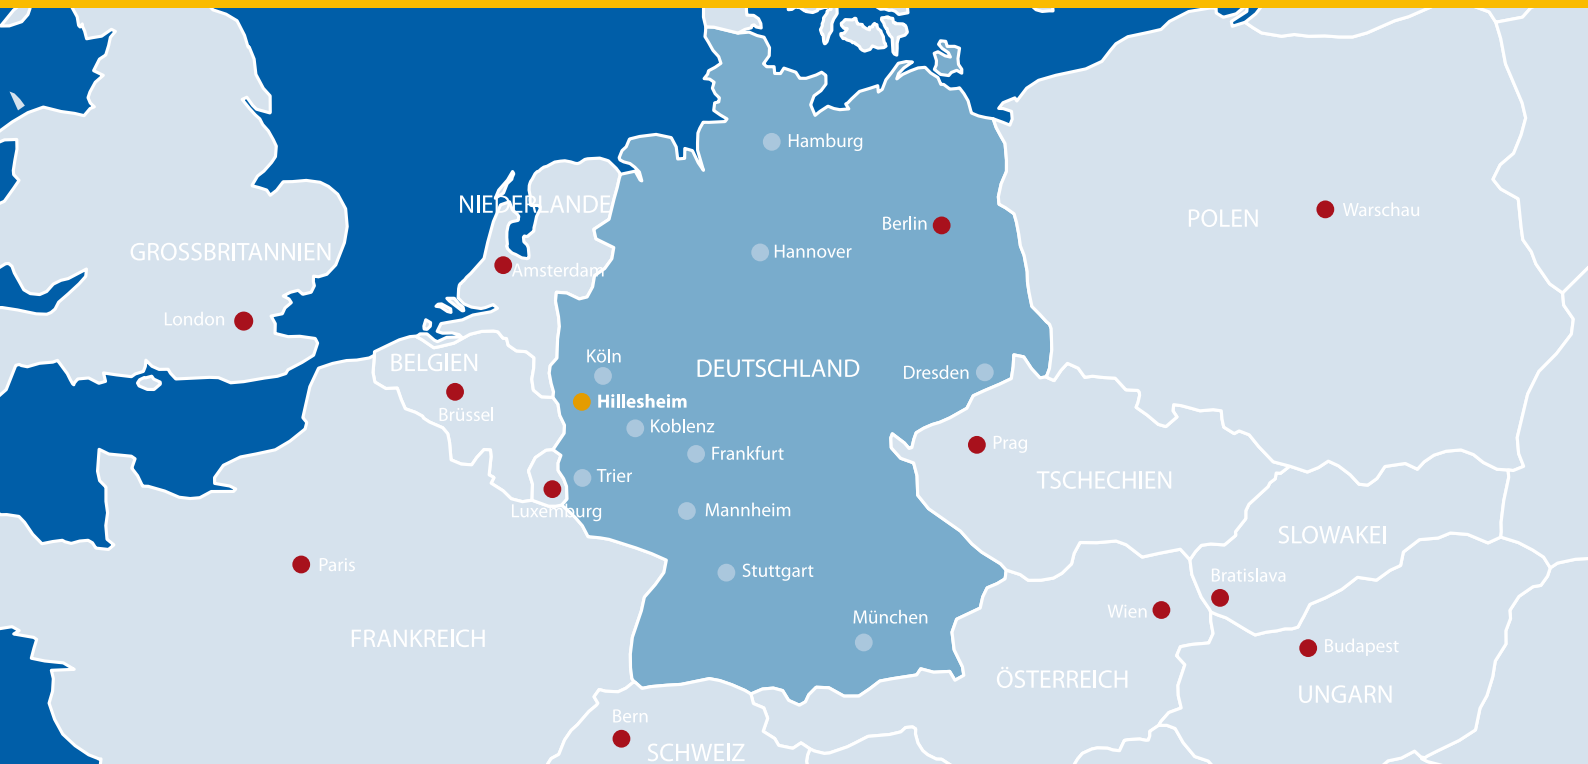 Hamburg
NIEDERLANDE
Warschau
POLEN
Berlin
GROSSBRITANNIEN
Hannover
Amsterdam
London
Köln
BELGIEN
DEUTSCHLAND
Dresden
Hillesheim
Brüssel
Koblenz
Prag
Frankfurt
Trier
TSCHECHIEN
Luxemburg
Mannheim
SLOWAKEI
Paris
Stuttgart
Bratislava
Wien
München
FRANKREICH
Budapest
ÖSTERREICH
UNGARN
Bern
SCHWEIZ